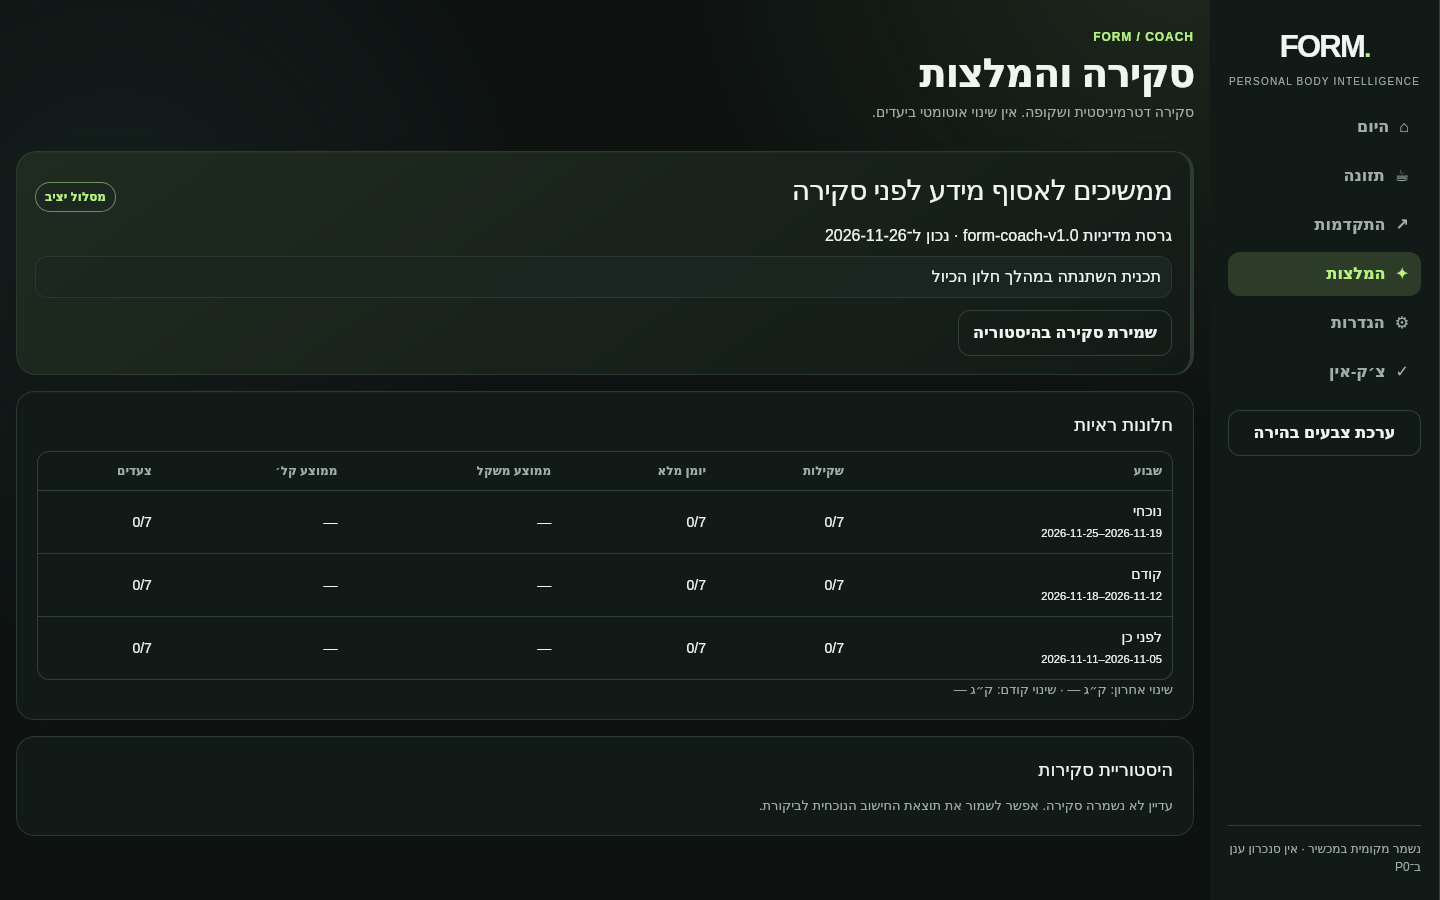 FORM.
PERSONAL BODY INTELLIGENCE
היום
תזונה
התקדמות
המלצות
הגדרות
צ׳ק-אין
ערכת צבעים בהירה
נשמר מקומית במכשיר · אין סנכרון ענן
ב־P0
FORM / COACH
סקירה והמלצות
סקירה דטרמיניסטית ושקופה. אין שינוי אוטומטי ביעדים.
ממשיכים לאסוף מידע לפני סקירה
מסלול יציב
גרסת מדיניות form-coach-v1.0 · נכון ל־2026-11-26
תכנית השתנתה במהלך חלון הכיול
שמירת סקירה בהיסטוריה
חלונות ראיות
שבוע שקילות יומן מלא ממוצע משקל ממוצע קל׳ צעדים
נוכחי 0/7 0/7 — — 0/7
2026-11-19–2026-11-25
קודם 0/7 0/7 — — 0/7
2026-11-12–2026-11-18
לפני כן 0/7 0/7 — — 0/7
2026-11-05–2026-11-11
שינוי אחרון: ק״ג — · שינוי קודם: ק״ג —
היסטוריית סקירות
עדיין לא נשמרה סקירה. אפשר לשמור את תוצאת החישוב הנוכחית לביקורת.